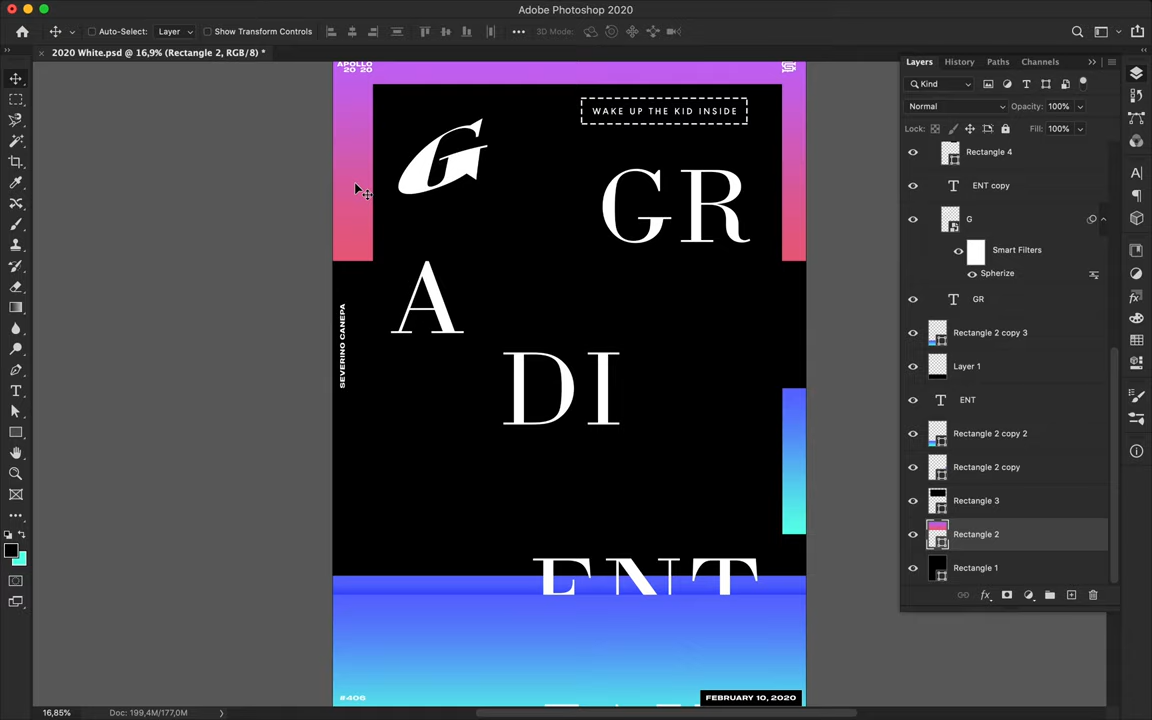 Adobe Photoshop 2020
Auto-Select:
Layer
Show Transform Controls
3D Mode:
2020 White.psd @ 16,9% (Rectangle 2, RGB/8) *
APOLLO
20 20
WAKE UP THE KID INSIDE
G
GR
A
DI
ENT
SEVERINO CANEPA
#406
FEBRUARY 10, 2020
Layers
History
Paths
Channels
Kind
Normal
Opacity: 100%
Lock:
Fill: 100%
Rectangle 4
ENT copy
G
Smart Filters
Spherize
GR
Rectangle 2 copy 3
Layer 1
ENT
Rectangle 2 copy 2
Rectangle 2 copy
Rectangle 3
Rectangle 2
Rectangle 1
16,85%
Doc: 199,4M/177,0M